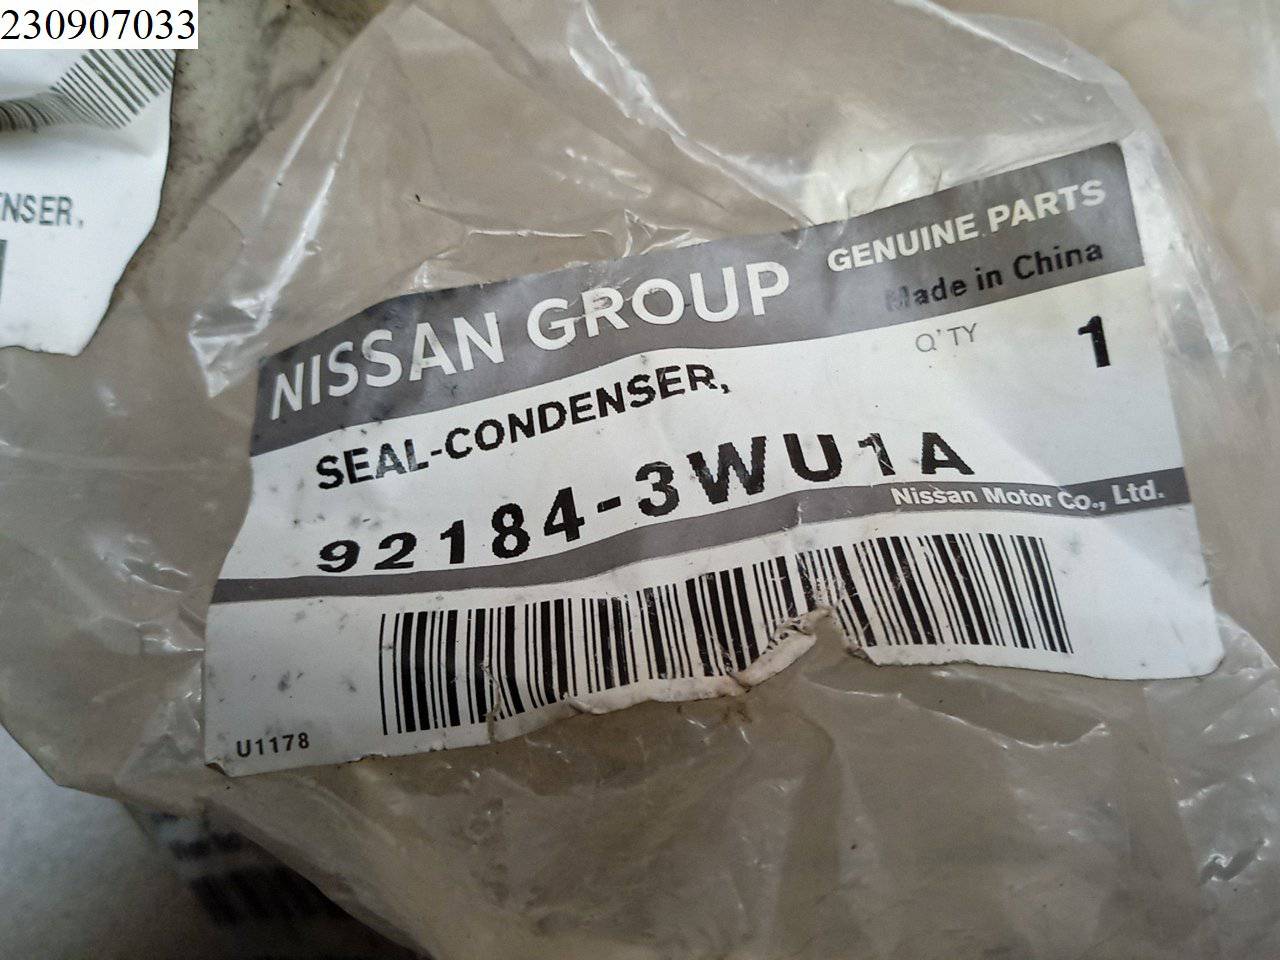 230907033
ENSER,
NISSAN GROUP
GENUINE PARTS
Made in China
SEAL-CONDENSER,
Q'TY 1
92184-3WU1A
Nissan Motor Co., Ltd.
U1178